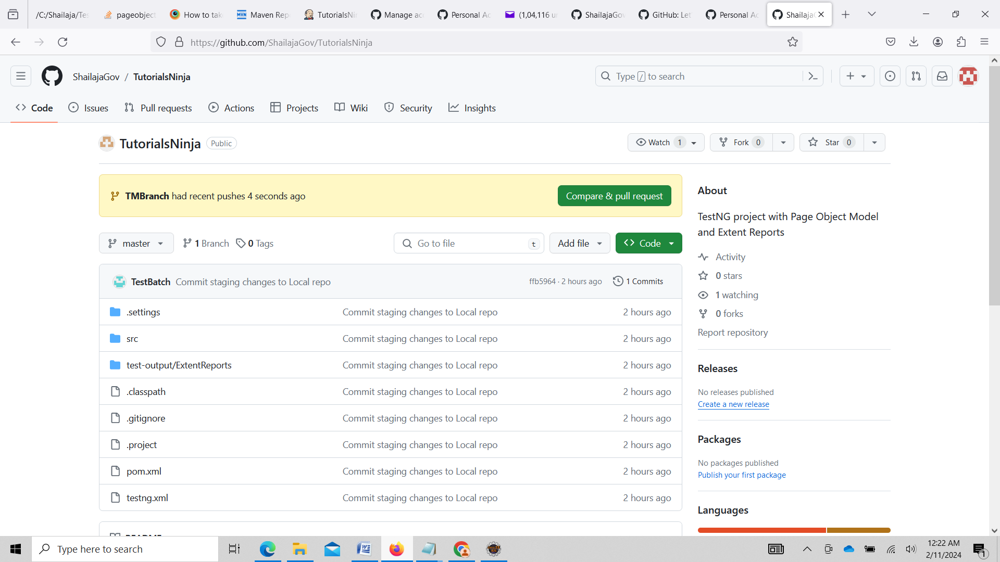 /C:/Shailaja/Tes
pageobject
How to tak
Maven Rep
TutorialsNin
Manage acc
Personal Ac
(1,04,116 un
ShailajaGov
GitHub: Let
Personal Ac
ShailajaG
https://github.com/ShailajaGov/TutorialsNinja
ShailajaGov / TutorialsNinja
Type / to search
Code
Issues
Pull requests
Actions
Projects
Wiki
Security
Insights
TutorialsNinja Public
Watch 1
Fork 0
Star 0
TMBranch had recent pushes 4 seconds ago
Compare & pull request
master
1 Branch
0 Tags
Go to file t
Add file
Code
TestBatch Commit staging changes to Local repo
ffb5964 · 2 hours ago
1 Commits
.settings Commit staging changes to Local repo 2 hours ago
src Commit staging changes to Local repo 2 hours ago
test-output/ExtentReports Commit staging changes to Local repo 2 hours ago
.classpath Commit staging changes to Local repo 2 hours ago
.gitignore Commit staging changes to Local repo 2 hours ago
.project Commit staging changes to Local repo 2 hours ago
pom.xml Commit staging changes to Local repo 2 hours ago
testng.xml Commit staging changes to Local repo 2 hours ago
README
About
TestNG project with Page Object Model
and Extent Reports
Activity
0 stars
1 watching
0 forks
Report repository
Releases
No releases published
Create a new release
Packages
No packages published
Publish your first package
Languages
Type here to search
12:22 AM
2/11/2024
1